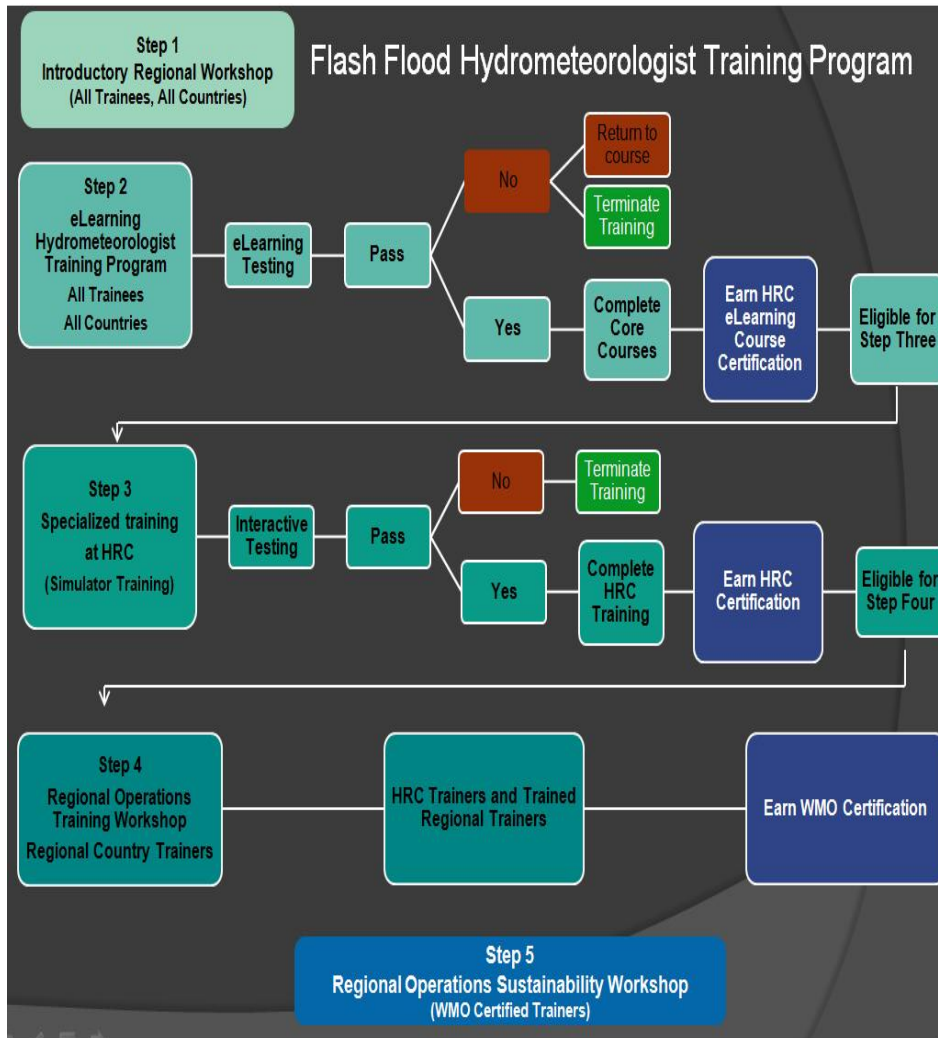 Step 1
Introductory Regional Workshop
(All Trainees, All Countries)
Flash Flood Hydrometeorologist Training Program
Step 2
eLearning
Hydrometeorologist
Training Program
All Trainees
All Countries
eLearning
Testing
Pass
No
Return to
course
Terminate
Training
Yes
Complete
Core
Courses
Earn HRC
eLearning
Course
Certification
Eligible for
Step Three
Step 3
Specialized training
at HRC
(Simulator Training)
Interactive
Testing
Pass
No
Terminate
Training
Yes
Complete
HRC
Training
Earn HRC
Certification
Eligible for
Step Four
Step 4
Regional Operations
Training Workshop
Regional Country Trainers
HRC Trainers and Trained
Regional Trainers
Earn WMO Certification
Step 5
Regional Operations Sustainability Workshop
(WMO Certified Trainers)